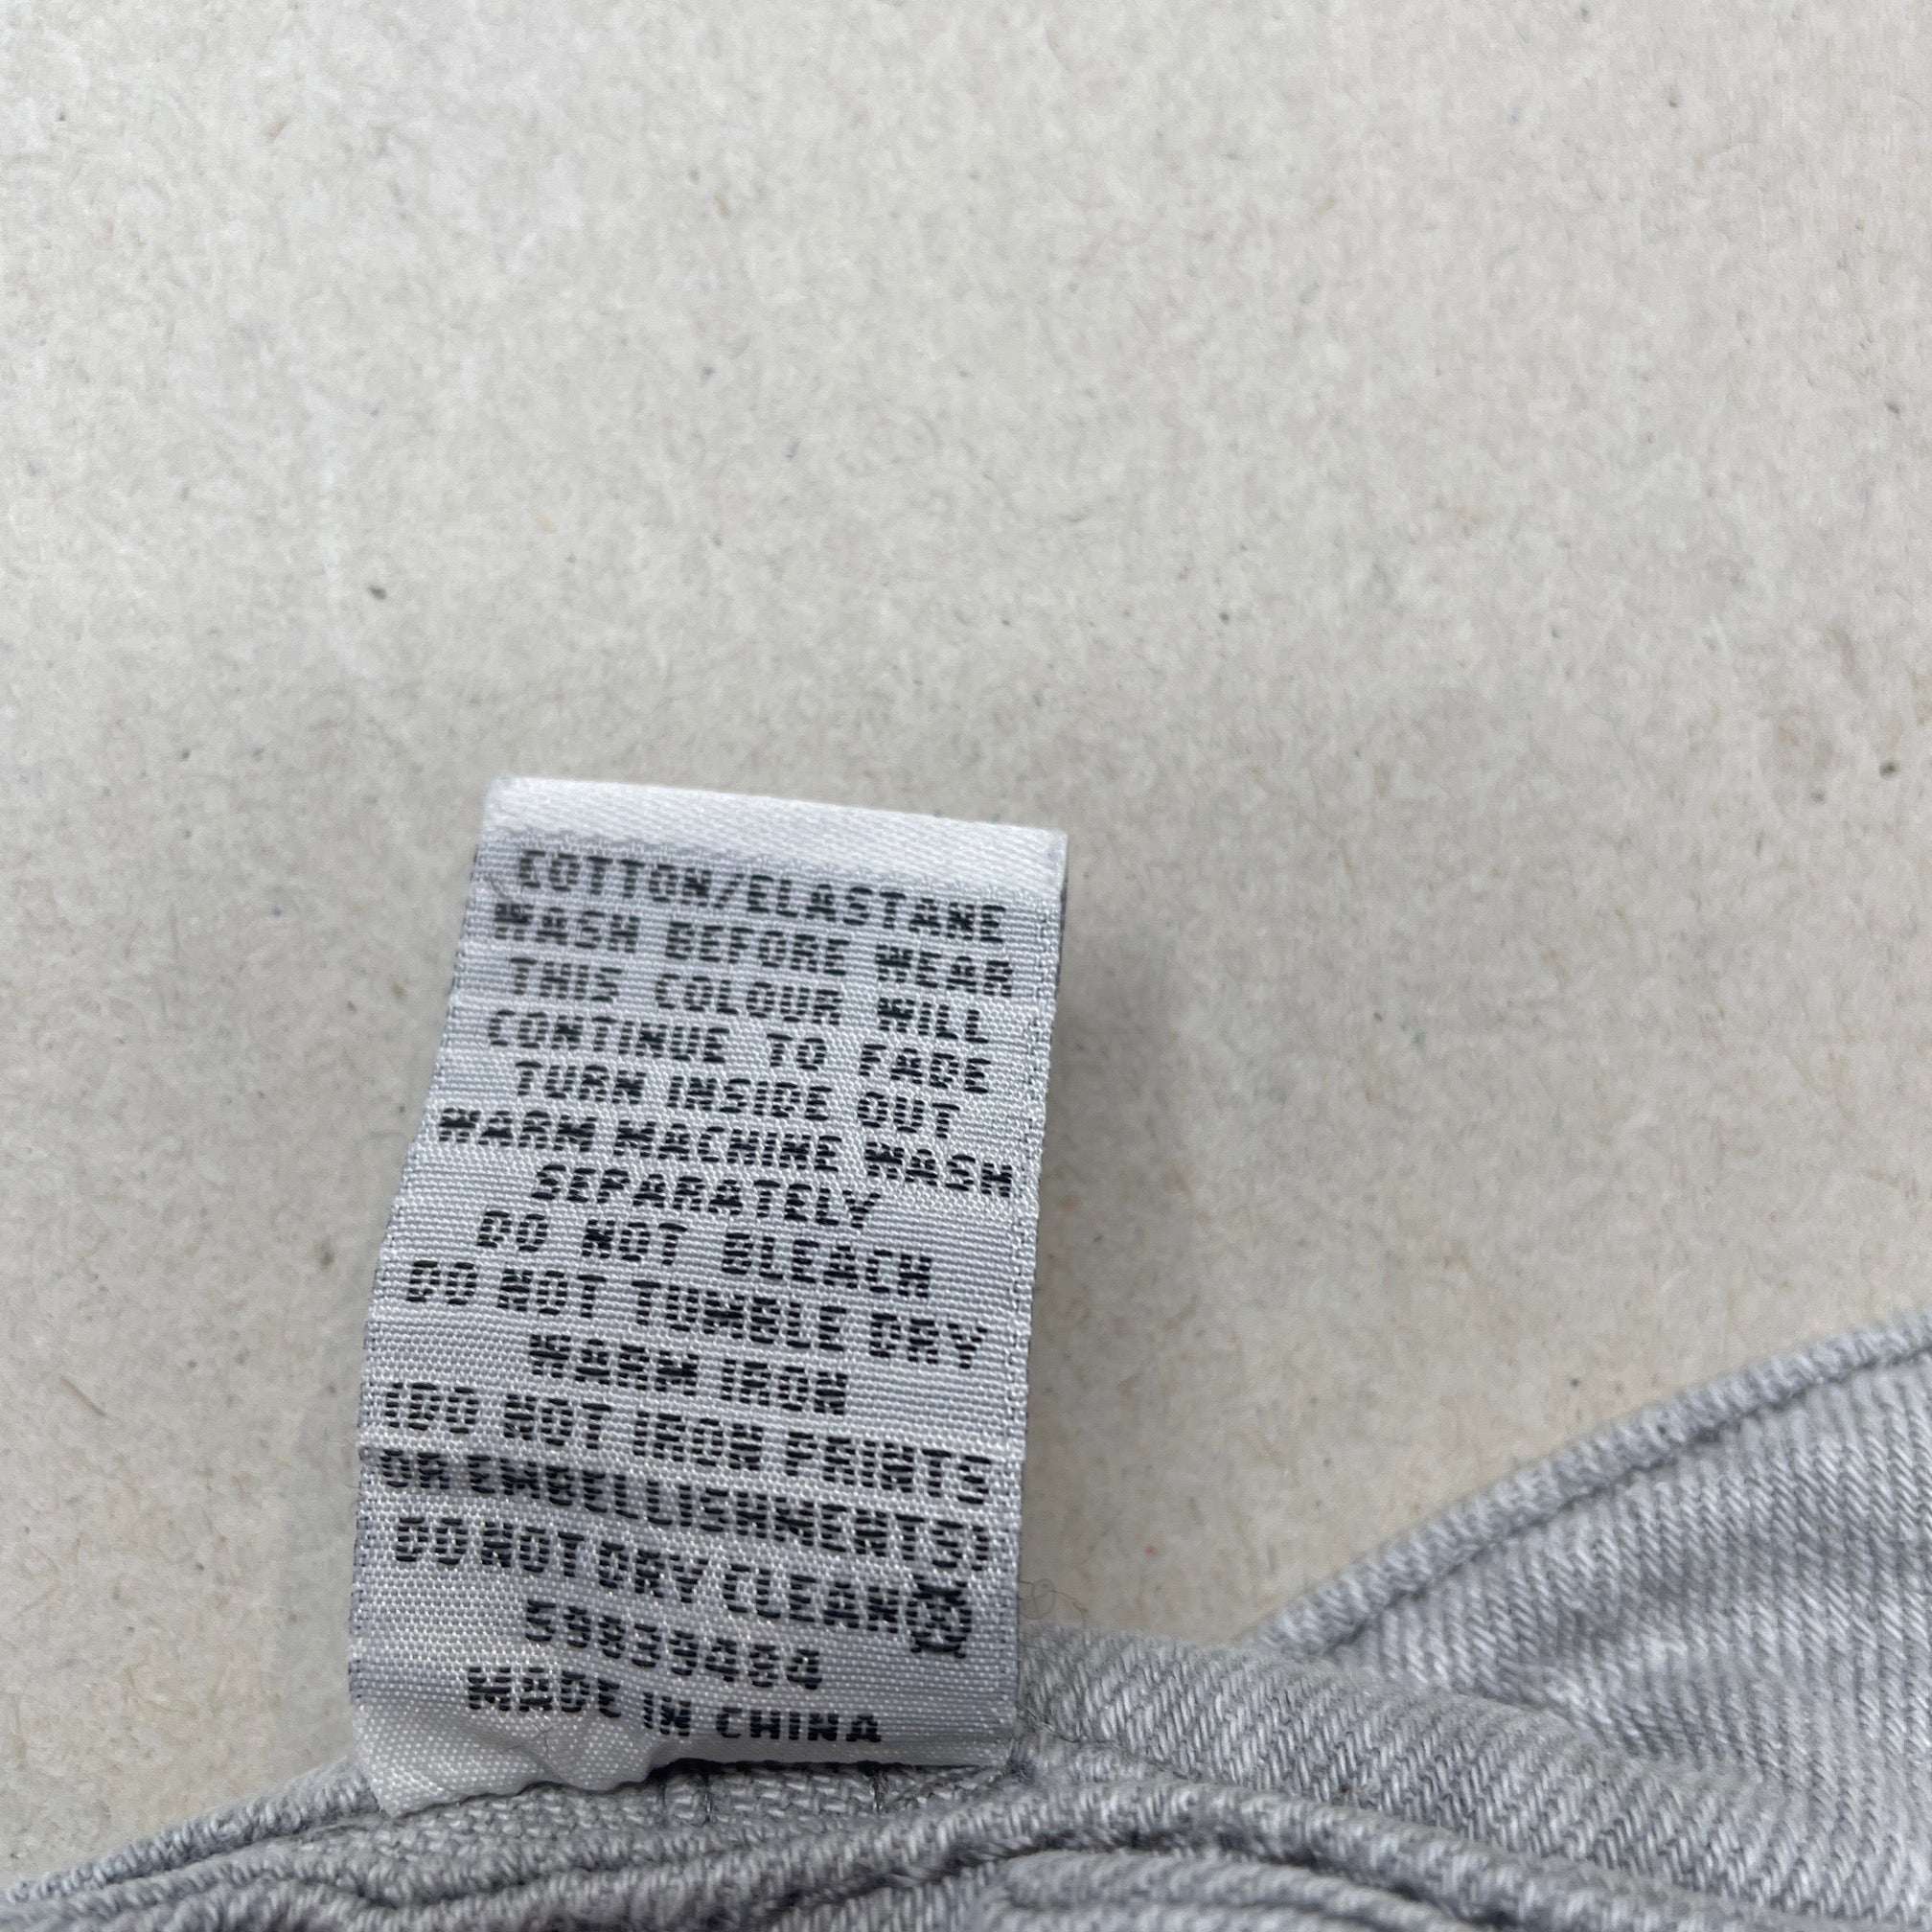 COTTON/ELASTANE
WASH BEFORE WEAR
THIS COLOUR WILL
CONTINUE TO FADE
TURN INSIDE OUT
WARM MACHINE WASH
SEPARATELY
DO NOT BLEACH
DO NOT TUMBLE DRY
WARM IRON
(DO NOT IRON PRINTS
OR EMBELLISHMENTS)
DO NOT DRY CLEAN
MADE IN CHINA